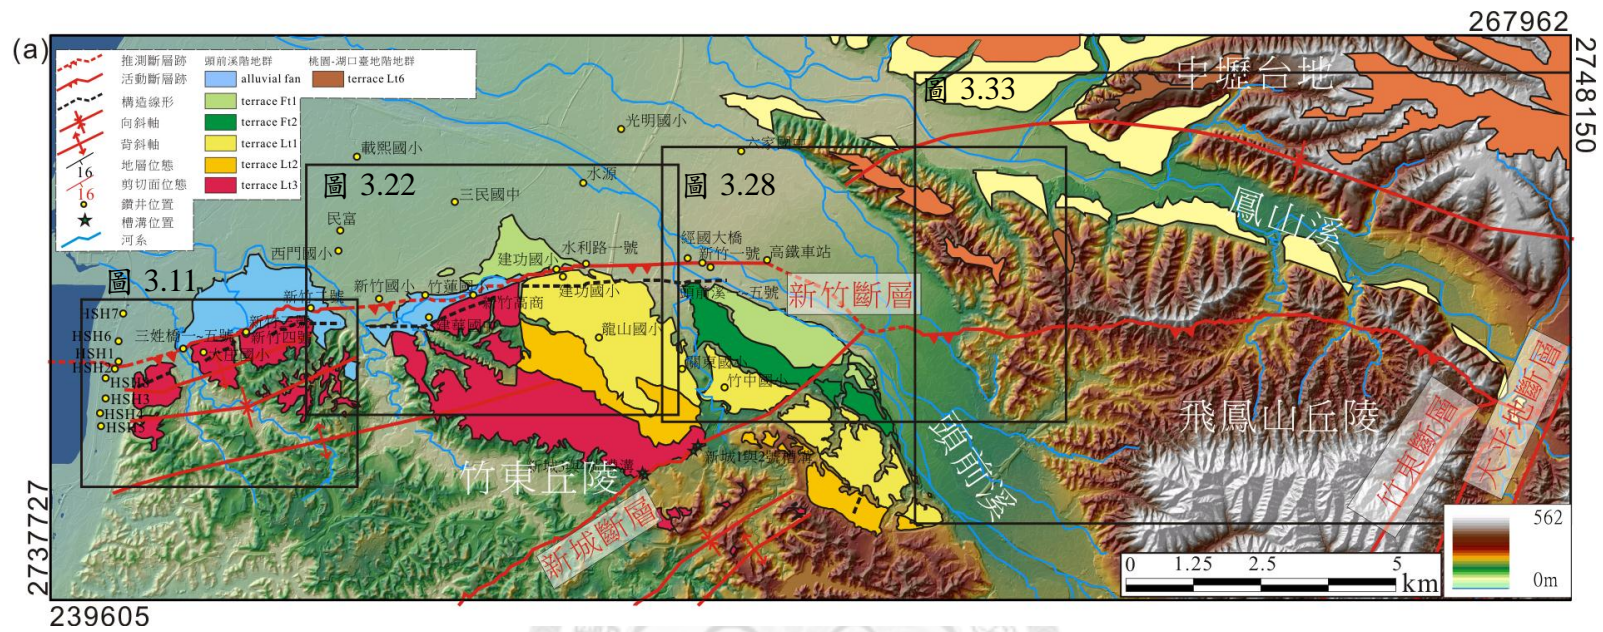 (a)
267962
2748150
推測斷層跡
活動斷層跡
構造線形
向斜軸
背斜軸
地層位態
16
剪切面位態
16
鑽井位置
槽溝位置
河系
頭前溪階地群
alluvial fan
terrace Ft1
terrace Ft2
terrace Lt1
terrace Lt2
terrace Lt3
桃園-湖口臺地階地群
terrace Lt6
中壢台地
圖 3.33
光明國小
六家國中
載熙國小
圖 3.22
水源
圖 3.28
三民國中
鳳山溪
民富
西門國小
水利路一號
經國大橋
新竹一號
高鐵車站
建功國小
圖 3.11
新竹國小
竹蓮國小
新竹高商
建功國小
頭前溪一~五號
新竹斷層
HSH7
龍山國小
HSH6
三姓橋一~五號
新竹四號
HSH1
HSH2
關東國小
竹中國小
HSH3
HSH4
HSH5
頭前溪
飛鳳山丘陵
竹東斷層
太平地斷層
竹東丘陵
新城斷層
新城1與2號槽溝
562
0m
0
1.25
2.5
5
km
2737727
239605